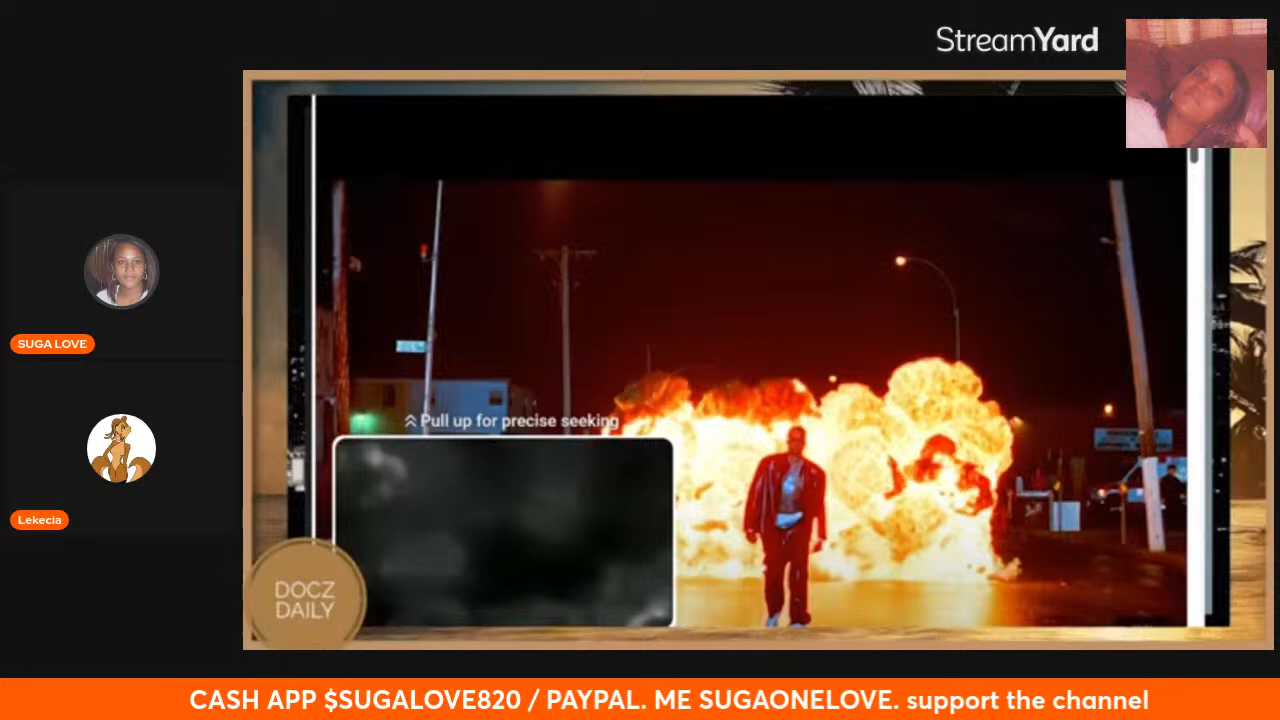 StreamYard
Pull up for precise seeking
SUGA LOVE
Lekecia
DOCZ
DAILY
CASH APP $SUGALOVE820 / PAYPAL. ME SUGAONELOVE. support the channel